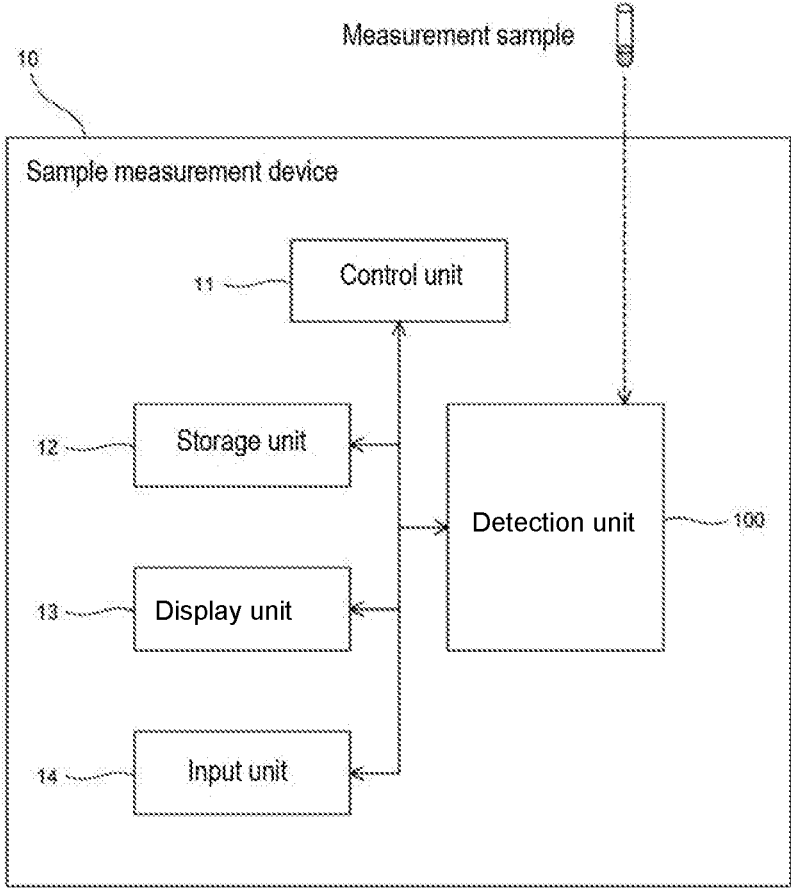 Measurement sample
10
Sample measurement device
11
Control unit
12
Storage unit
Detection unit
100
13
Display unit
14
Input unit